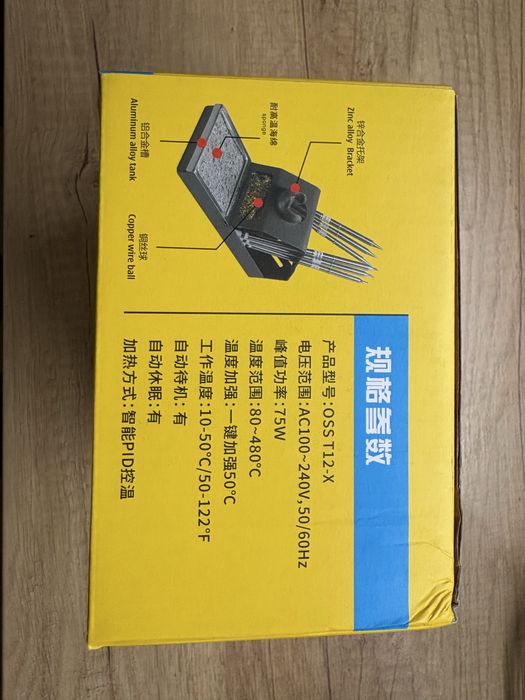 锌合金托架
Zinc alloy Bracket
耐高温海绵
sponge
铝合金槽
Aluminum alloy tank
铜丝球
Copper wire ball
规格参数
产品型号:OSS T12-X
电压范围:AC100~240V,50/60Hz
峰值功率:75W
温度范围:80~480°C
温度加强:一键加强50°C
工作温度:10-50°C/50-122°F
自动待机:有
自动休眠:有
加热方式:智能PID控温